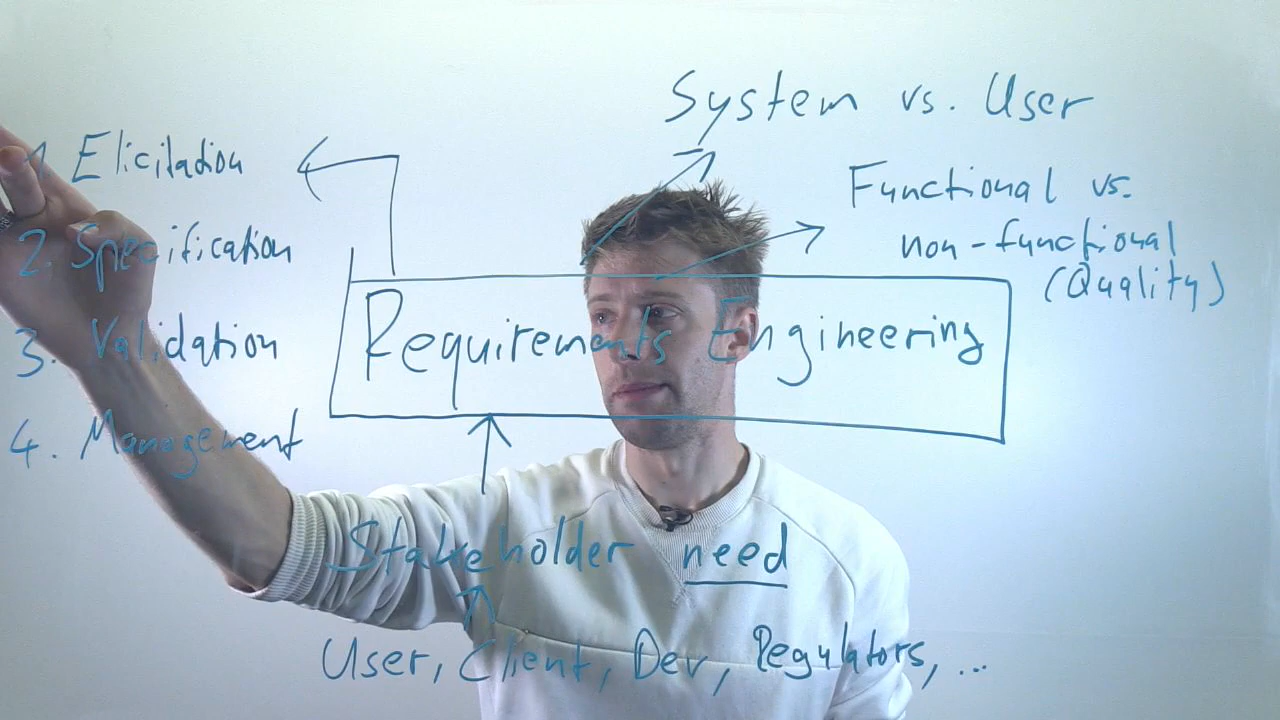 System vs. User
Functional vs.
non-functional
(Quality)
1. Elicitation
2. Specification
3. Validation
4. Management
Requirements Engineering
Stakeholder need
User, Client, Dev, Regulators, ...